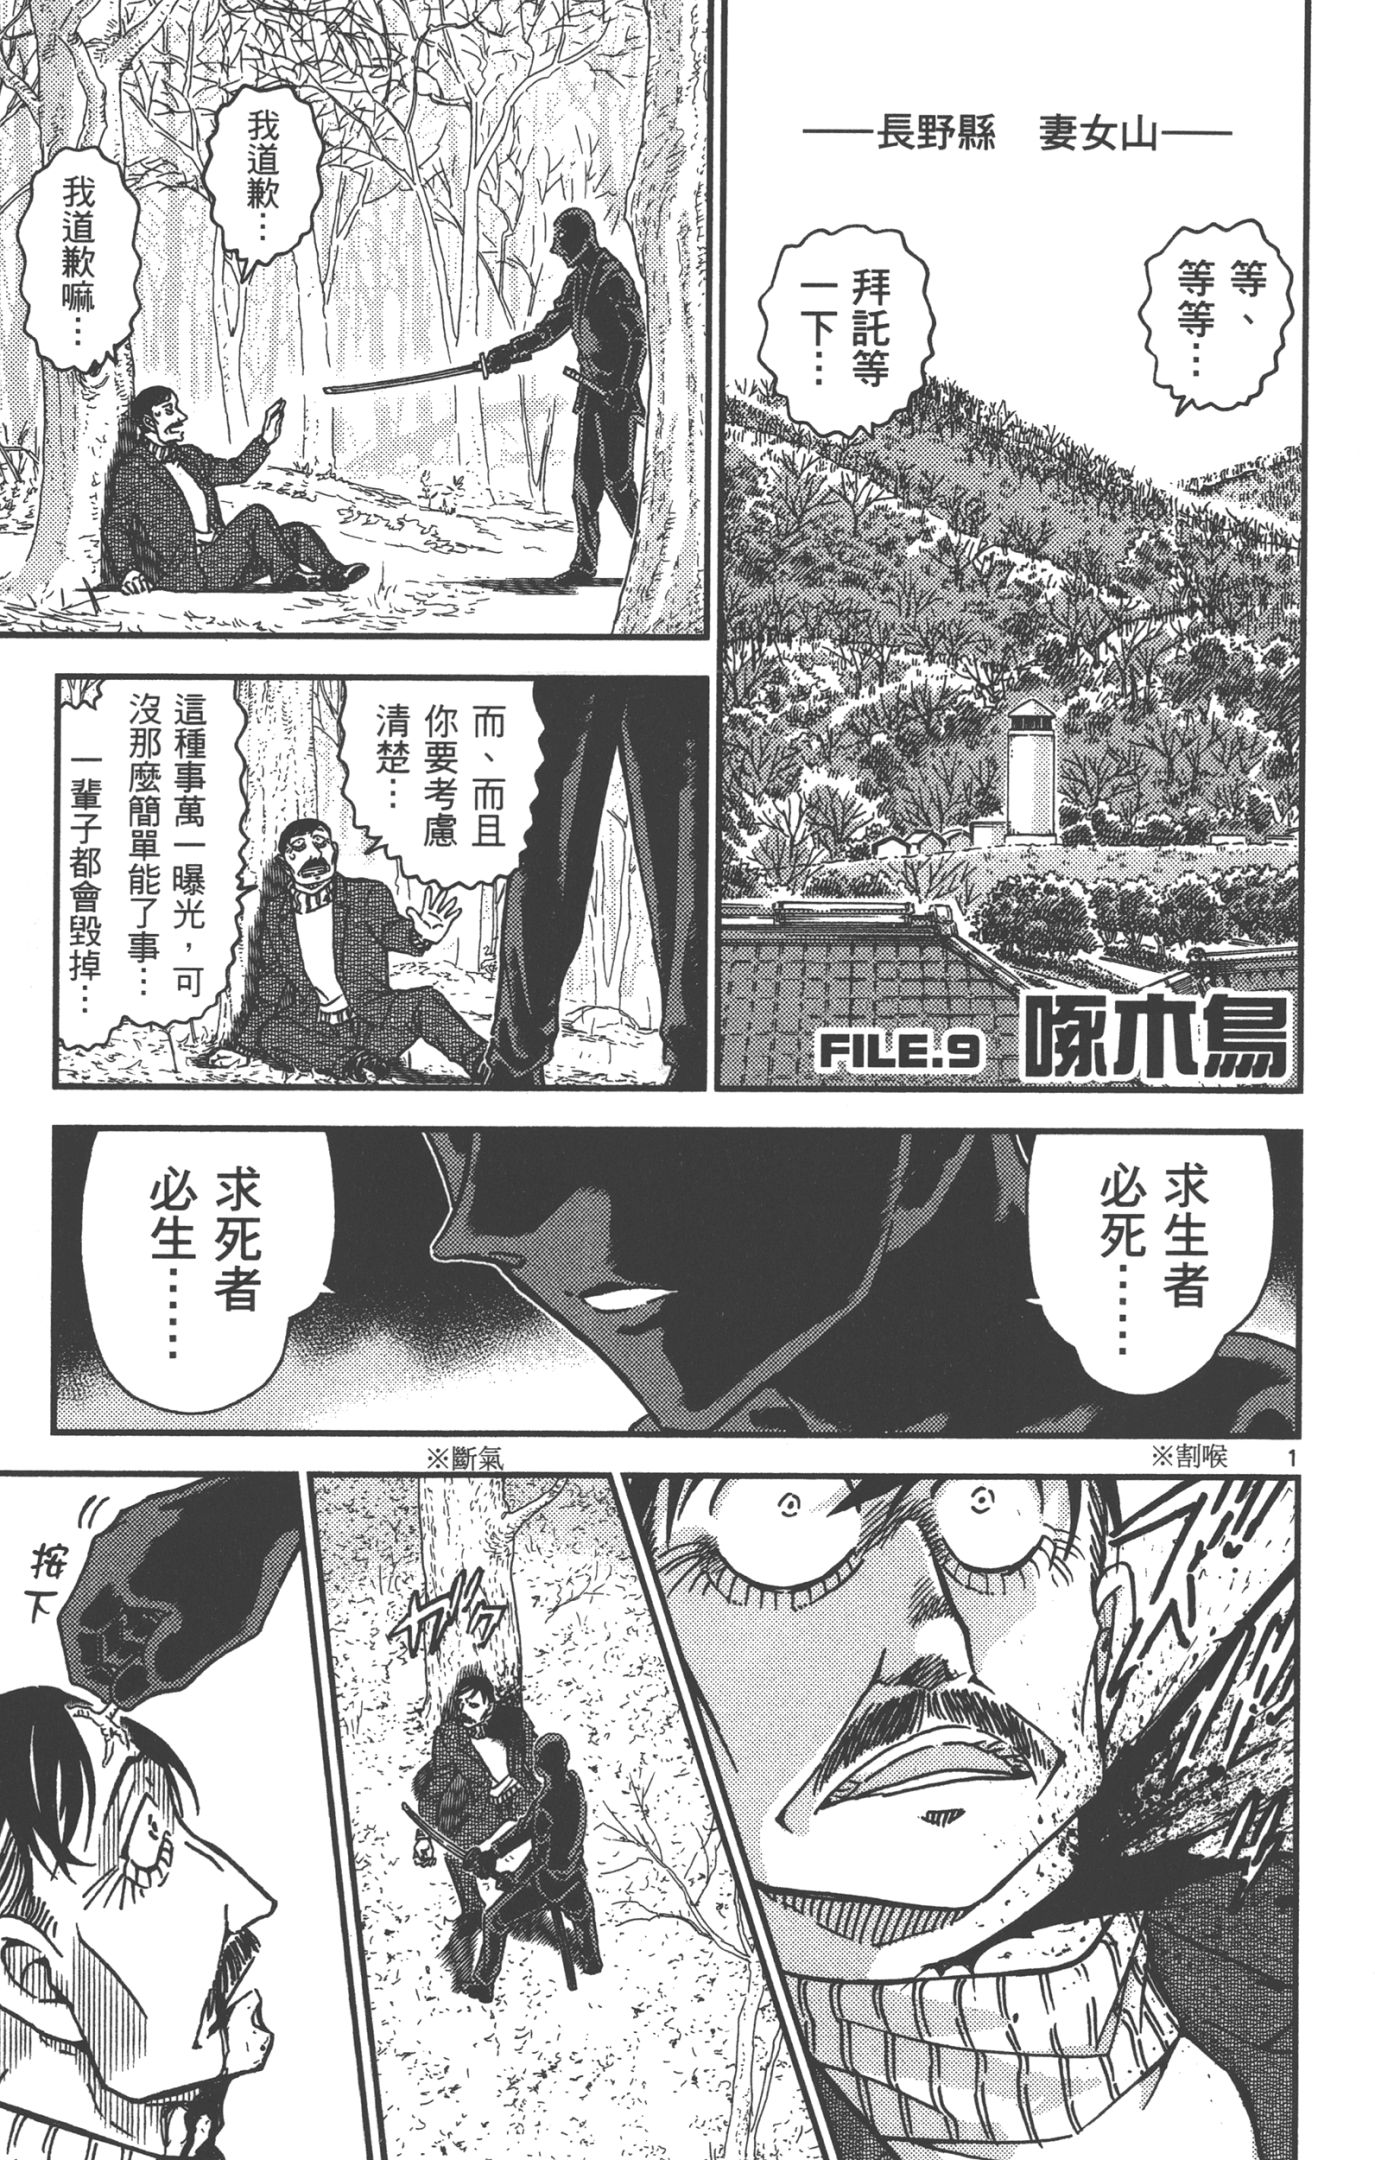 ——長野縣　妻女山——
等、
等等…
拜託等
一下…
FILE.9 啄木鳥
我道歉…
我道歉嘛…
而、而且
你要考慮
清楚…
這種事萬一曝光，可
沒那麼簡單能了事…
一輩子都會毀掉…
求生者
必死……
求死者
必生……
1
※割喉
※斷氣
ガクッ
按下